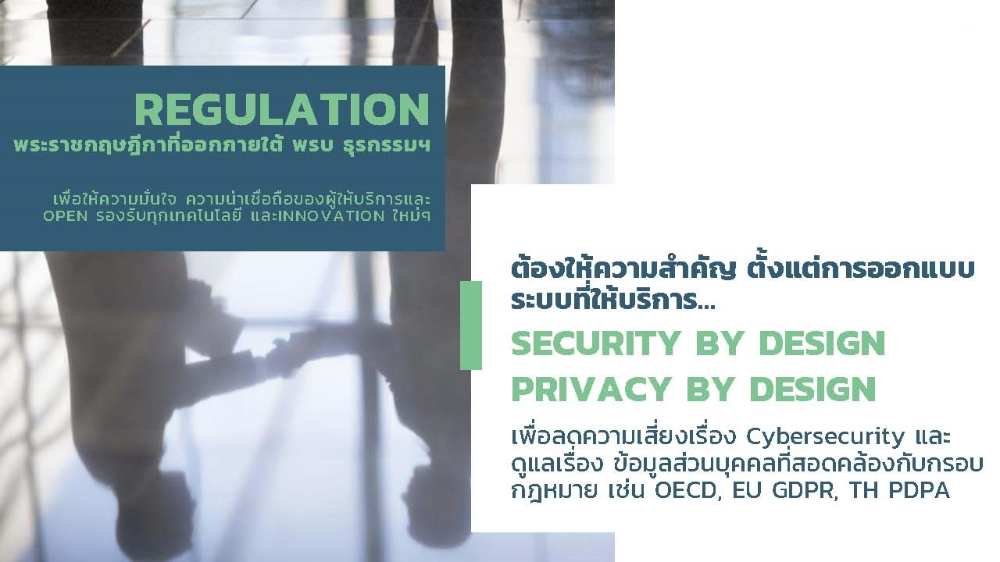 REGULATION
พระราชกฤษฎีกาที่ออกภายใต้ พรบ ธุรกรรมฯ
เพื่อให้ความมั่นใจ ความน่าเชื่อถือของผู้ให้บริการและ
OPEN รองรับทุกเทคโนโลยี และINNOVATION ใหม่ๆ
ต้องให้ความสำคัญ ตั้งแต่การออกแบบ
ระบบที่ให้บริการ...
SECURITY BY DESIGN
PRIVACY BY DESIGN
เพื่อลดความเสี่ยงเรื่อง Cybersecurity และ
ดูแลเรื่อง ข้อมูลส่วนบุคคลที่สอดคล้องกับกรอบ
กฎหมาย เช่น OECD, EU GDPR, TH PDPA